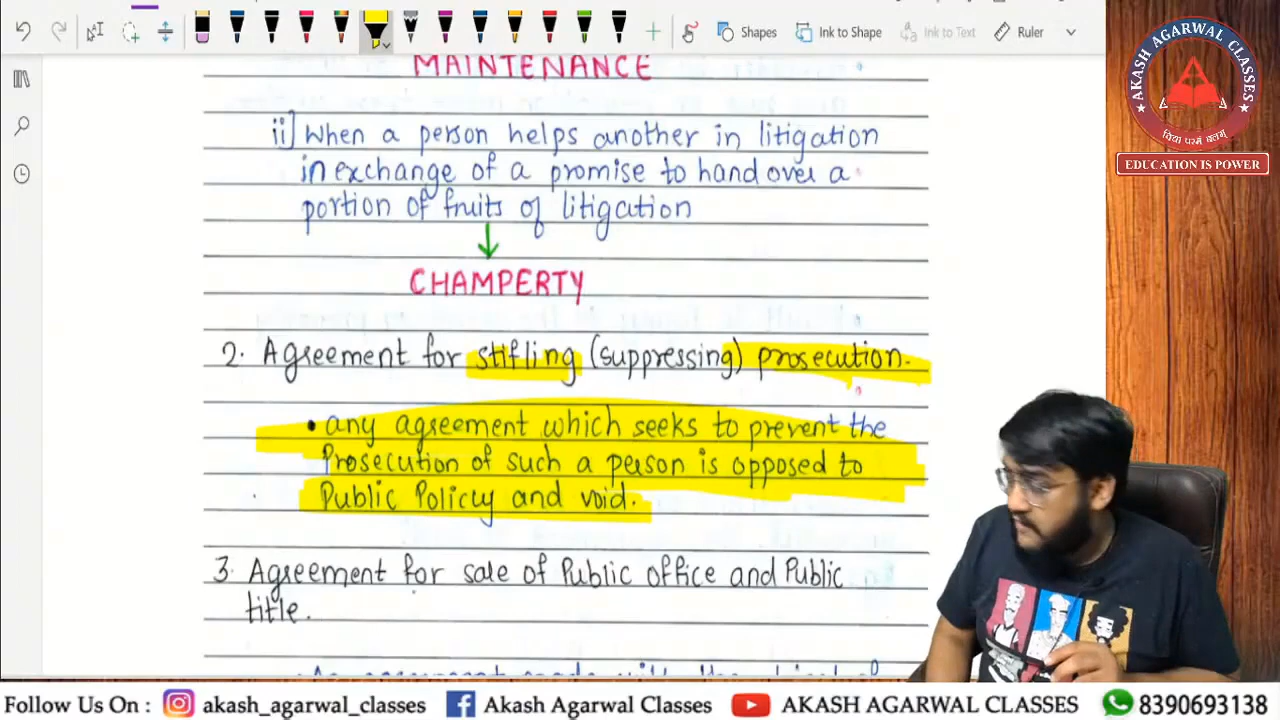 Shapes
Ink to Shape
Ink to Text
Ruler
AKASH AGARWAL CLASSES
विद्या परमं बलम्
EDUCATION IS POWER
MAINTENANCE
ii] When a person helps another in litigation
in exchange of a promise to hand over a
portion of fruits of litigation
CHAMPERTY
2. Agreement for stifling (suppressing) prosecution.
• any agreement which seeks to prevent the
Prosecution of such a person is opposed to
Public Policy and void.
3. Agreement for sale of Public office and Public
title.
Follow Us On :
akash_agarwal_classes
Akash Agarwal Classes
AKASH AGARWAL CLASSES
8390693138